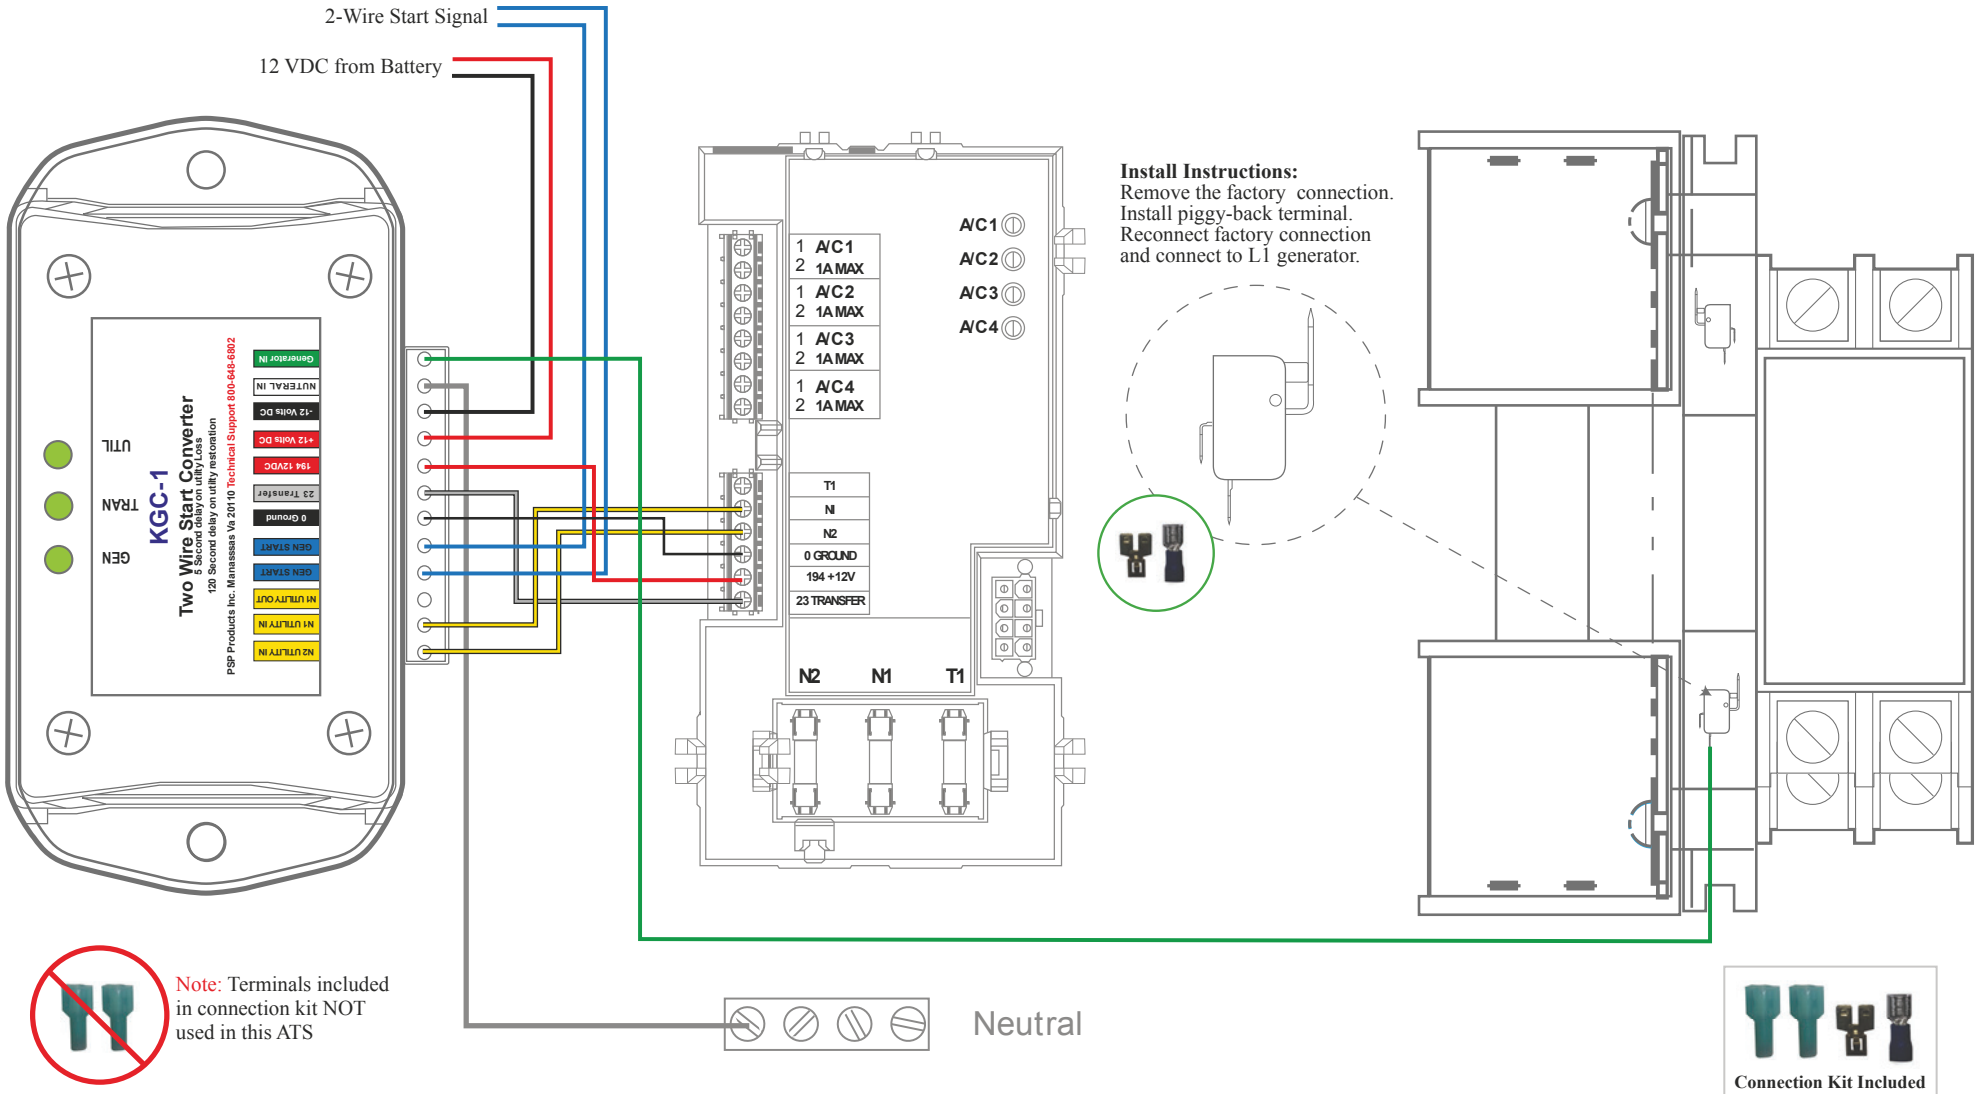 2-Wire Start Signal
12 VDC from Battery
UTIL
TRAN
GEN
KGC-1
Two Wire Start Converter
5 Second delay on utility Loss
120 Second delay on utility restoration
PSP Products Inc. Manasssas Va 20110 Technical Support 800-648-6802
Generator IN
NUTERAL IN
-12 Volts DC
+12 Volts DC
194 12VDC
23 Transfer
0 Ground
GEN START
GEN START
N1 UTILITY OUT
N1 UTILITY IN
N2 UTILITY IN
1 A/C1
2 1A MAX
1 A/C2
2 1A MAX
1 A/C3
2 1A MAX
1 A/C4
2 1A MAX
A/C1
A/C2
A/C3
A/C4
T1
NI
N2
0 GROUND
194 +12V
23 TRANSFER
N2 N1 T1
Install Instructions:
Remove the factory connection.
Install piggy-back terminal.
Reconnect factory connection
and connect to L1 generator.
Note: Terminals included
in connection kit NOT
used in this ATS
Neutral
Connection Kit Included